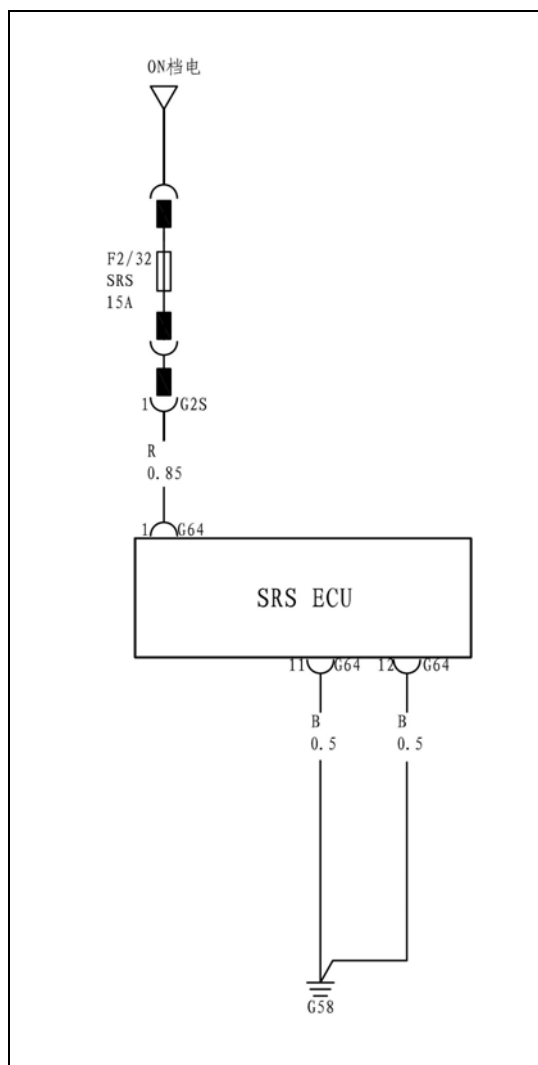 ON档电
F2/32
SRS
15A
1 G2S
R
0.85
1 G64
SRS ECU
11 G64 12 G64
B B
0.5 0.5
G58